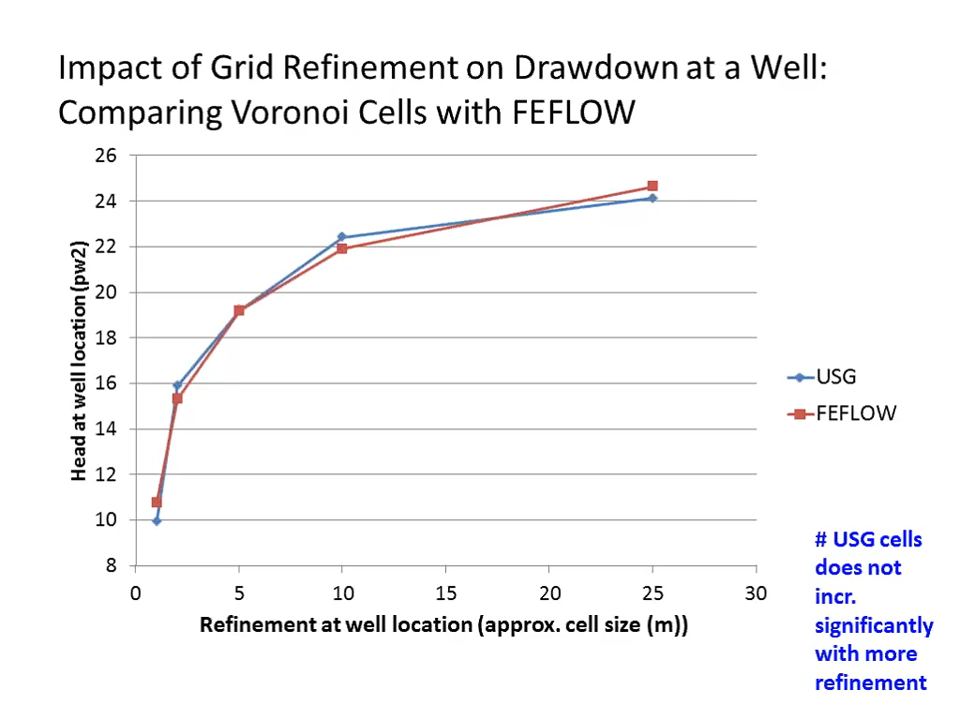 Impact of Grid Refinement on Drawdown at a Well:
Comparing Voronoi Cells with FEFLOW
26
24
22
20
18
16
14
12
10
8
Head at well location (pw2)
0 5 10 15 20 25 30
Refinement at well location (approx. cell size (m))
USG
FEFLOW
# USG cells
does not
incr.
significantly
with more
refinement